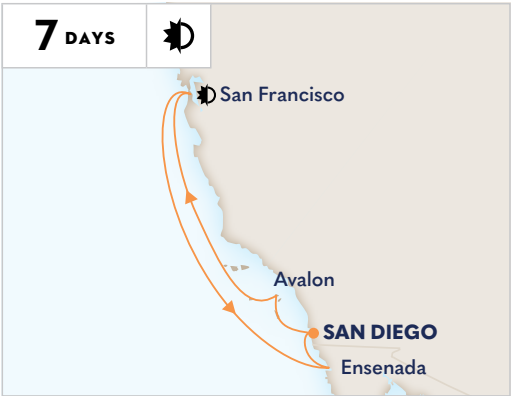 7 DAYS
San Francisco
Avalon
SAN DIEGO
Ensenada